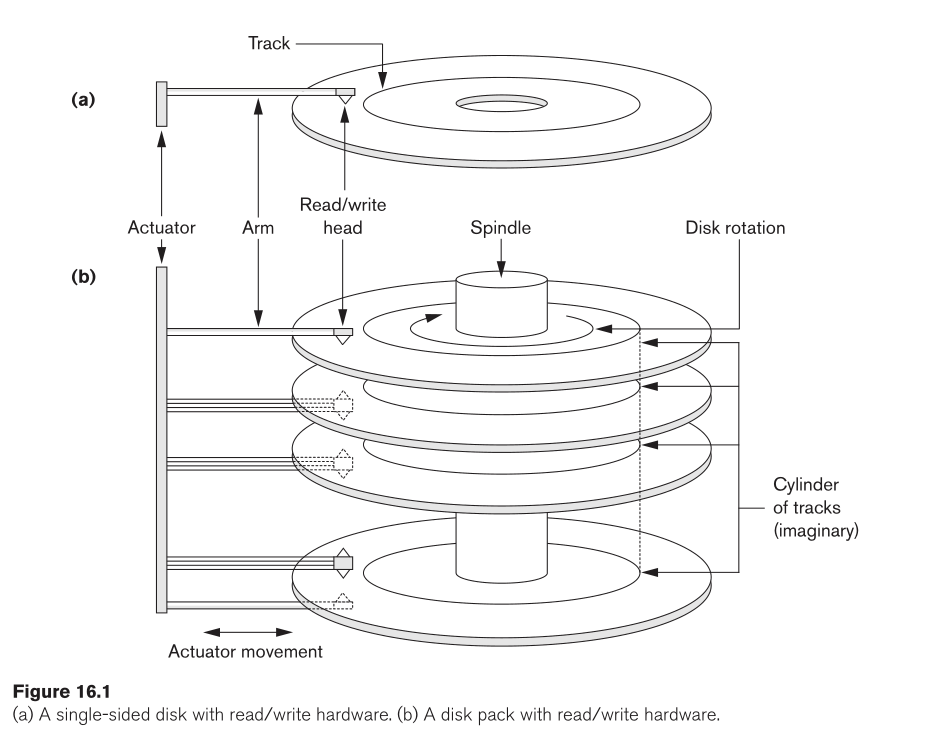 Track
(a)
Read/write
head
Actuator
Arm
Spindle
Disk rotation
(b)
Cylinder
of tracks
(imaginary)
Actuator movement
Figure 16.1
(a) A single-sided disk with read/write hardware. (b) A disk pack with read/write hardware.